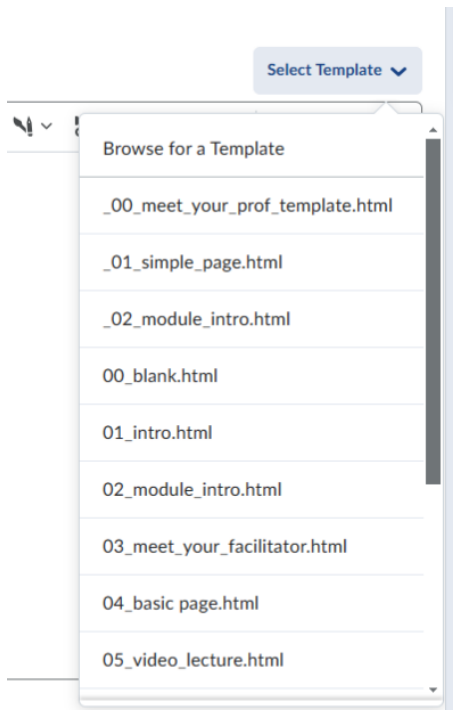 Select Template
Browse for a Template
_00_meet_your_prof_template.html
_01_simple_page.html
_02_module_intro.html
00_blank.html
01_intro.html
02_module_intro.html
03_meet_your_facilitator.html
04_basic page.html
05_video_lecture.html